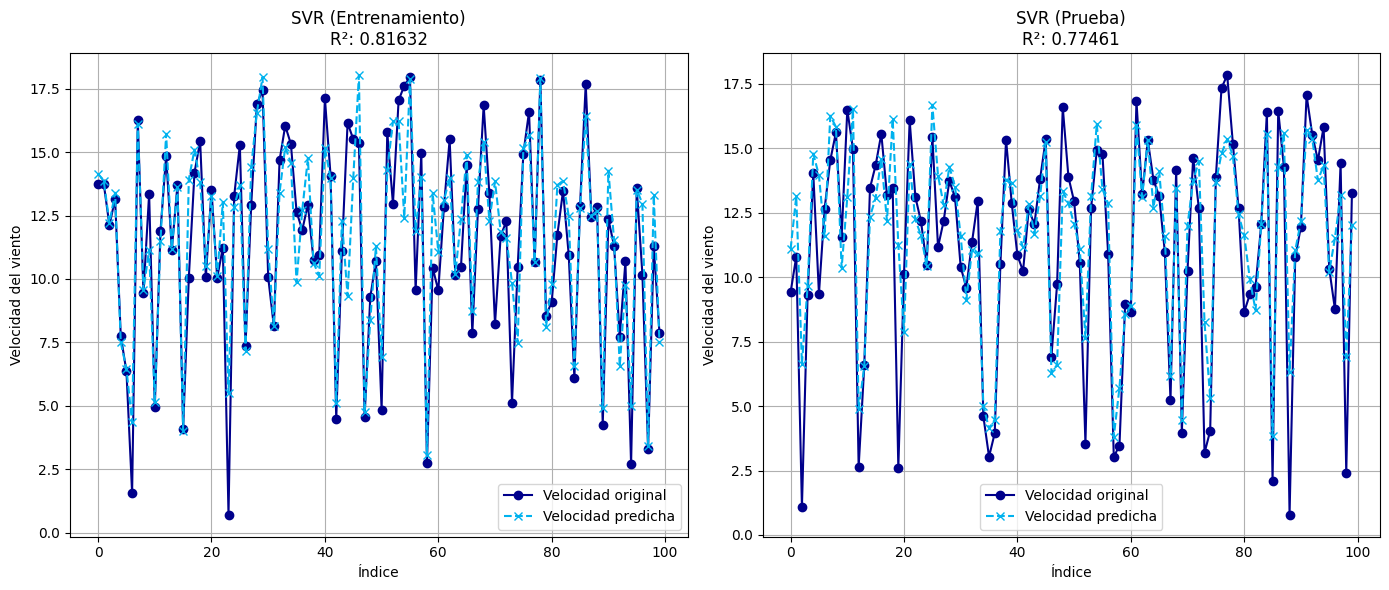 SVR (Entrenamiento)
R²: 0.81632
Velocidad del viento
17.5
15.0
12.5
10.0
7.5
5.0
2.5
0.0
Velocidad original
Velocidad predicha
0 20 40 60 80 100
Índice
SVR (Prueba)
R²: 0.77461
Velocidad del viento
17.5
15.0
12.5
10.0
7.5
5.0
2.5
0.0
Velocidad original
Velocidad predicha
0 20 40 60 80 100
Índice